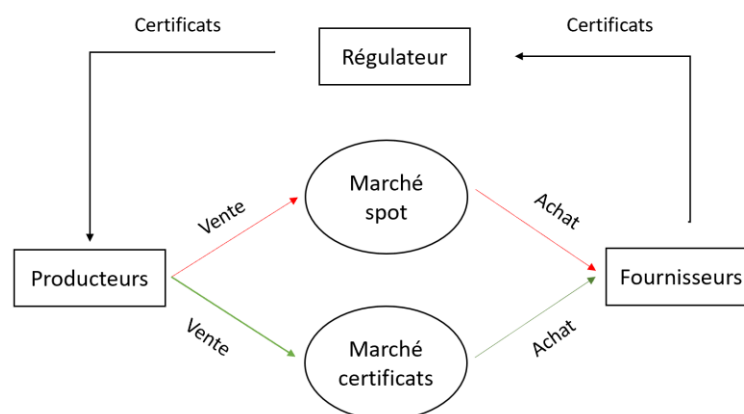 Certificats
Régulateur
Certificats
Marché
spot
Vente
Achat
Producteurs
Fournisseurs
Vente
Achat
Marché
certificats